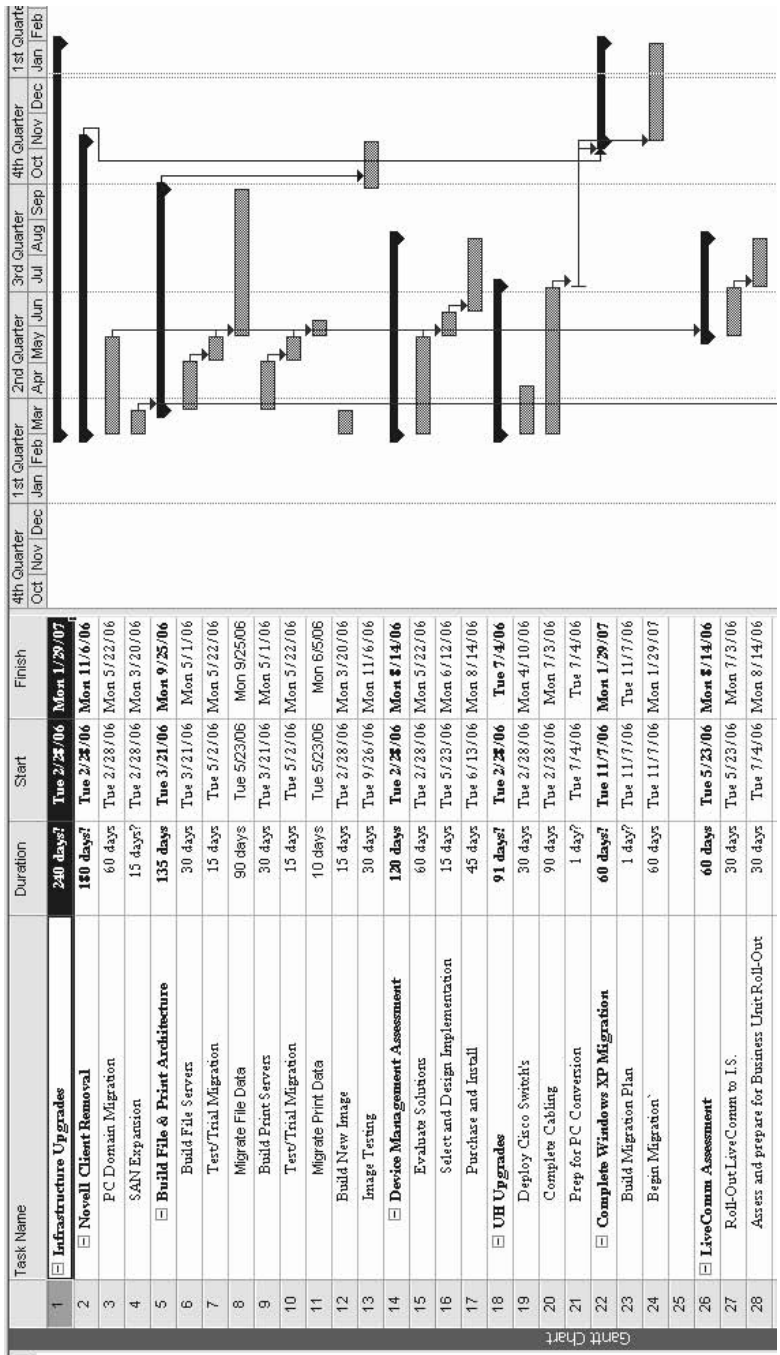 Task Name Duration Start Finish 4th Quarter 1st Quarter 2nd Quarter 3rd Quarter 4th Quarter 1st Quarte
Oct Nov Dec Jan Feb Mar Apr May Jun Jul Aug Sep Oct Nov Dec Jan Feb
1 Infrastructure Upgrades 240 days? Tue 2/28/06 Mon 1/29/07
2 Novell Client Removal 180 days? Tue 2/28/06 Mon 11/6/06
3 PC Domain Migration 60 days Tue 2/28/06 Mon 5/22/06
4 SAN Expansion 15 days? Tue 2/28/06 Mon 3/20/06
5 Build File & Print Architecture 135 days Tue 3/21/06 Mon 9/25/06
6 Build File Servers 30 days Tue 3/21/06 Mon 5/1/06
7 Test/Trial Migration 15 days Tue 5/2/06 Mon 5/22/06
8 Migrate File Data 90 days Tue 5/23/06 Mon 9/25/06
9 Build Print Servers 30 days Tue 3/21/06 Mon 5/1/06
10 Test/Trial Migration 15 days Tue 5/2/06 Mon 5/22/06
11 Migrate Print Data 10 days Tue 5/23/06 Mon 6/5/06
12 Build New Image 15 days Tue 2/28/06 Mon 3/20/06
13 Image Testing 30 days Tue 9/26/06 Mon 11/6/06
14 Device Management Assessment 120 days Tue 2/28/06 Mon 8/14/06
15 Evaluate Solutions 60 days Tue 2/28/06 Mon 5/22/06
16 Select and Design Implementation 15 days Tue 5/23/06 Mon 6/12/06
17 Purchase and Install 45 days Tue 6/13/06 Mon 8/14/06
18 UH Upgrades 91 days? Tue 2/28/06 Tue 7/4/06
19 Deploy Cisco Switch's 30 days Tue 2/28/06 Mon 4/10/06
20 Complete Cabling 90 days Tue 2/28/06 Mon 7/3/06
21 Prep for PC Conversion 1 day? Tue 7/4/06 Tue 7/4/06
22 Complete Windows XP Migration 60 days? Tue 11/7/06 Mon 1/29/07
23 Build Migration Plan 1 day? Tue 11/7/06 Tue 11/7/06
24 Begin Migration` 60 days Tue 11/7/06 Mon 1/29/07
25
26 LiveComm Assessment 60 days Tue 5/23/06 Mon 8/14/06
27 Roll-Out LiveComm to I.S. 30 days Tue 5/23/06 Mon 7/3/06
28 Assess and prepare for Business Unit Roll-Out 30 days Tue 7/4/06 Mon 8/14/06
Gantt Chart